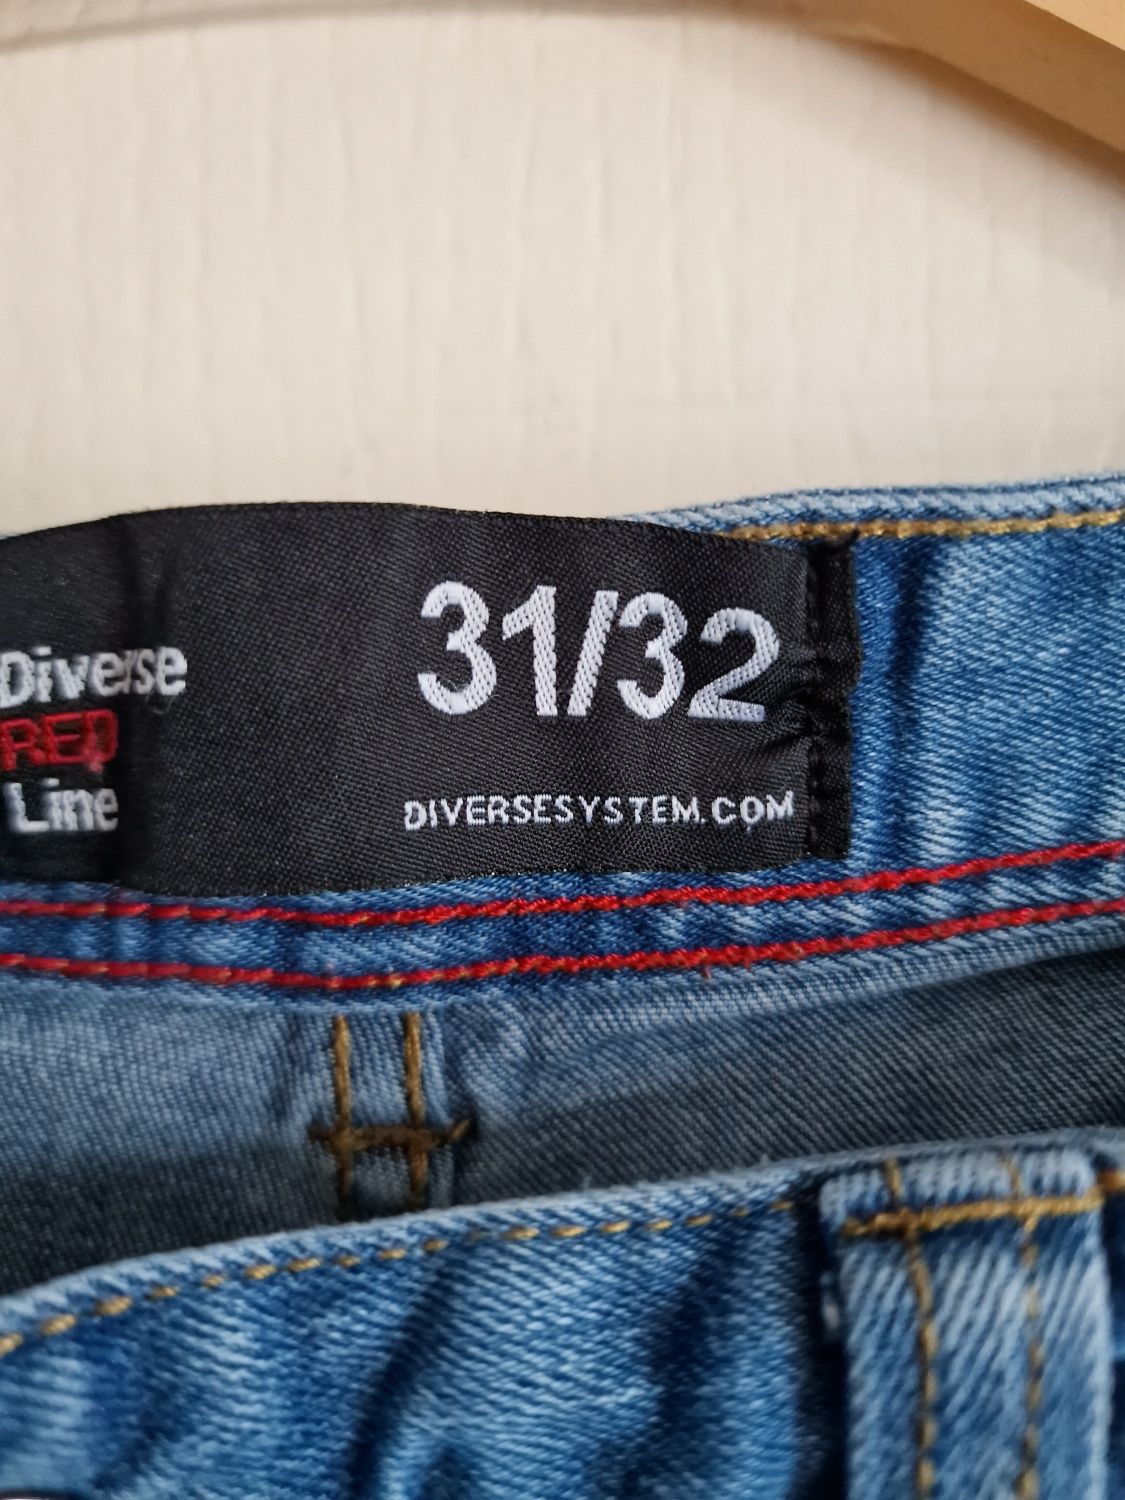 Diverse
RED
Line
31/32
DIVERSESYSTEM.COM